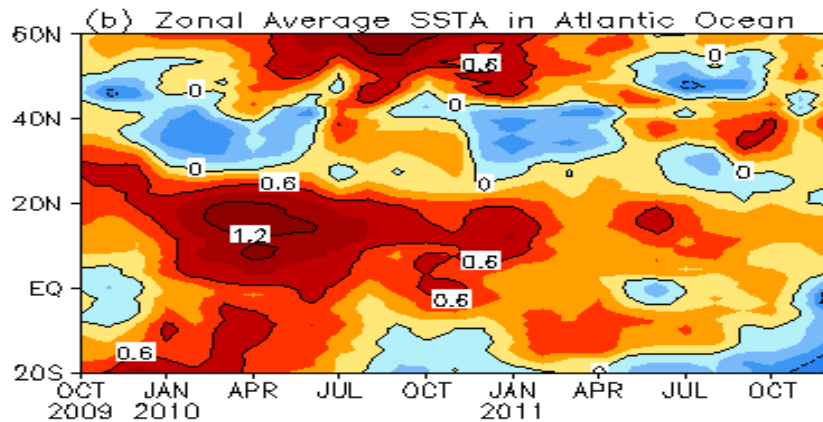 (b) Zonal Average SSTA in Atlantic Ocean
60N
0
0.6
0
0
40N
0
0
0.6
0
0
20N
1.2
0.6
EQ
0.6
0.6
0
20S
OCT JAN APR JUL OCT JAN APR JUL OCT
2009 2010 2011